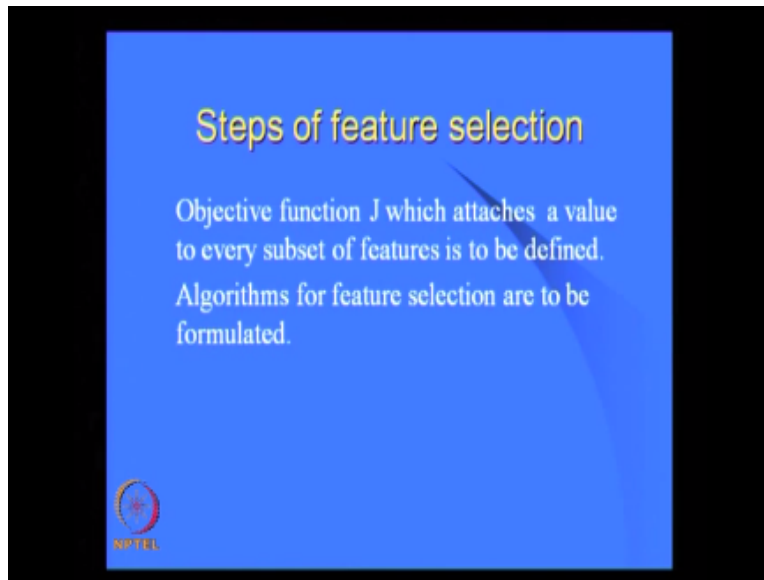 Steps of feature selection
Objective function J which attaches a value
to every subset of features is to be defined.
Algorithms for feature selection are to be
formulated.
NPTEL